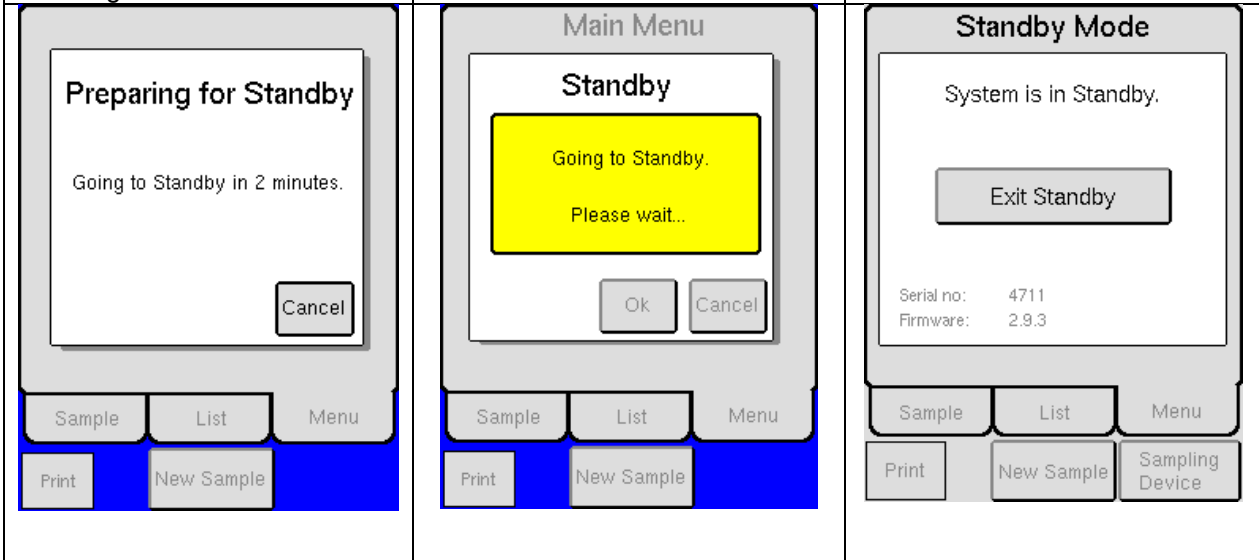 Preparing for Standby
Going to Standby in 2 minutes.
Cancel
Sample List Menu
Print New Sample
Main Menu
Standby
Going to Standby.
Please wait...
Ok Cancel
Sample List Menu
Print New Sample
Standby Mode
System is in Standby.
Exit Standby
Serial no: 4711
Firmware: 2.9.3
Sample List Menu
Print New Sample Sampling
Device